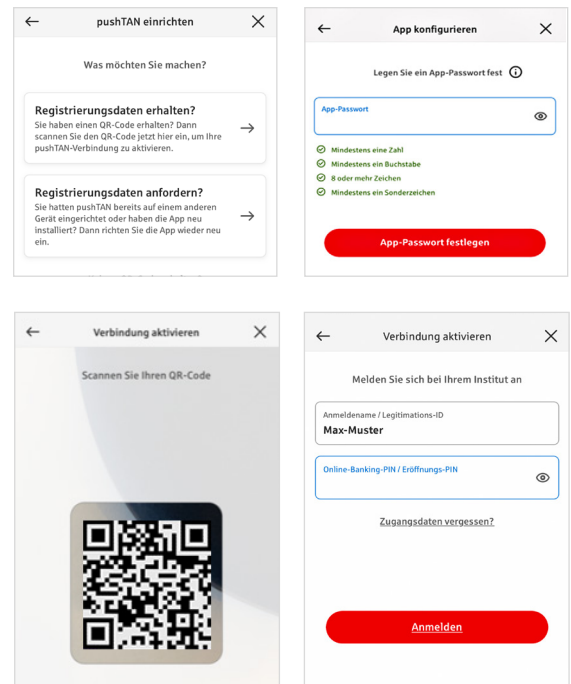 pushTAN einrichten
Was möchten Sie machen?
Registrierungsdaten erhalten?
Sie haben einen QR-Code erhalten? Dann
scannen Sie den QR-Code jetzt hier ein, um Ihre
pushTAN-Verbindung zu aktivieren.
Registrierungsdaten anfordern?
Sie hatten pushTAN bereits auf einem anderen
Gerät eingerichtet oder haben die App neu
installiert? Dann richten Sie die App wieder neu
ein.
App konfigurieren
Legen Sie ein App-Passwort fest
App-Passwort
Mindestens eine Zahl
Mindestens ein Buchstabe
8 oder mehr Zeichen
Mindestens ein Sonderzeichen
App-Passwort festlegen
Verbindung aktivieren
Scannen Sie Ihren QR-Code
Verbindung aktivieren
Melden Sie sich bei Ihrem Institut an
Anmeldename / Legitimations-ID
Max-Muster
Online-Banking-PIN / Eröffnungs-PIN
Zugangsdaten vergessen?
Anmelden